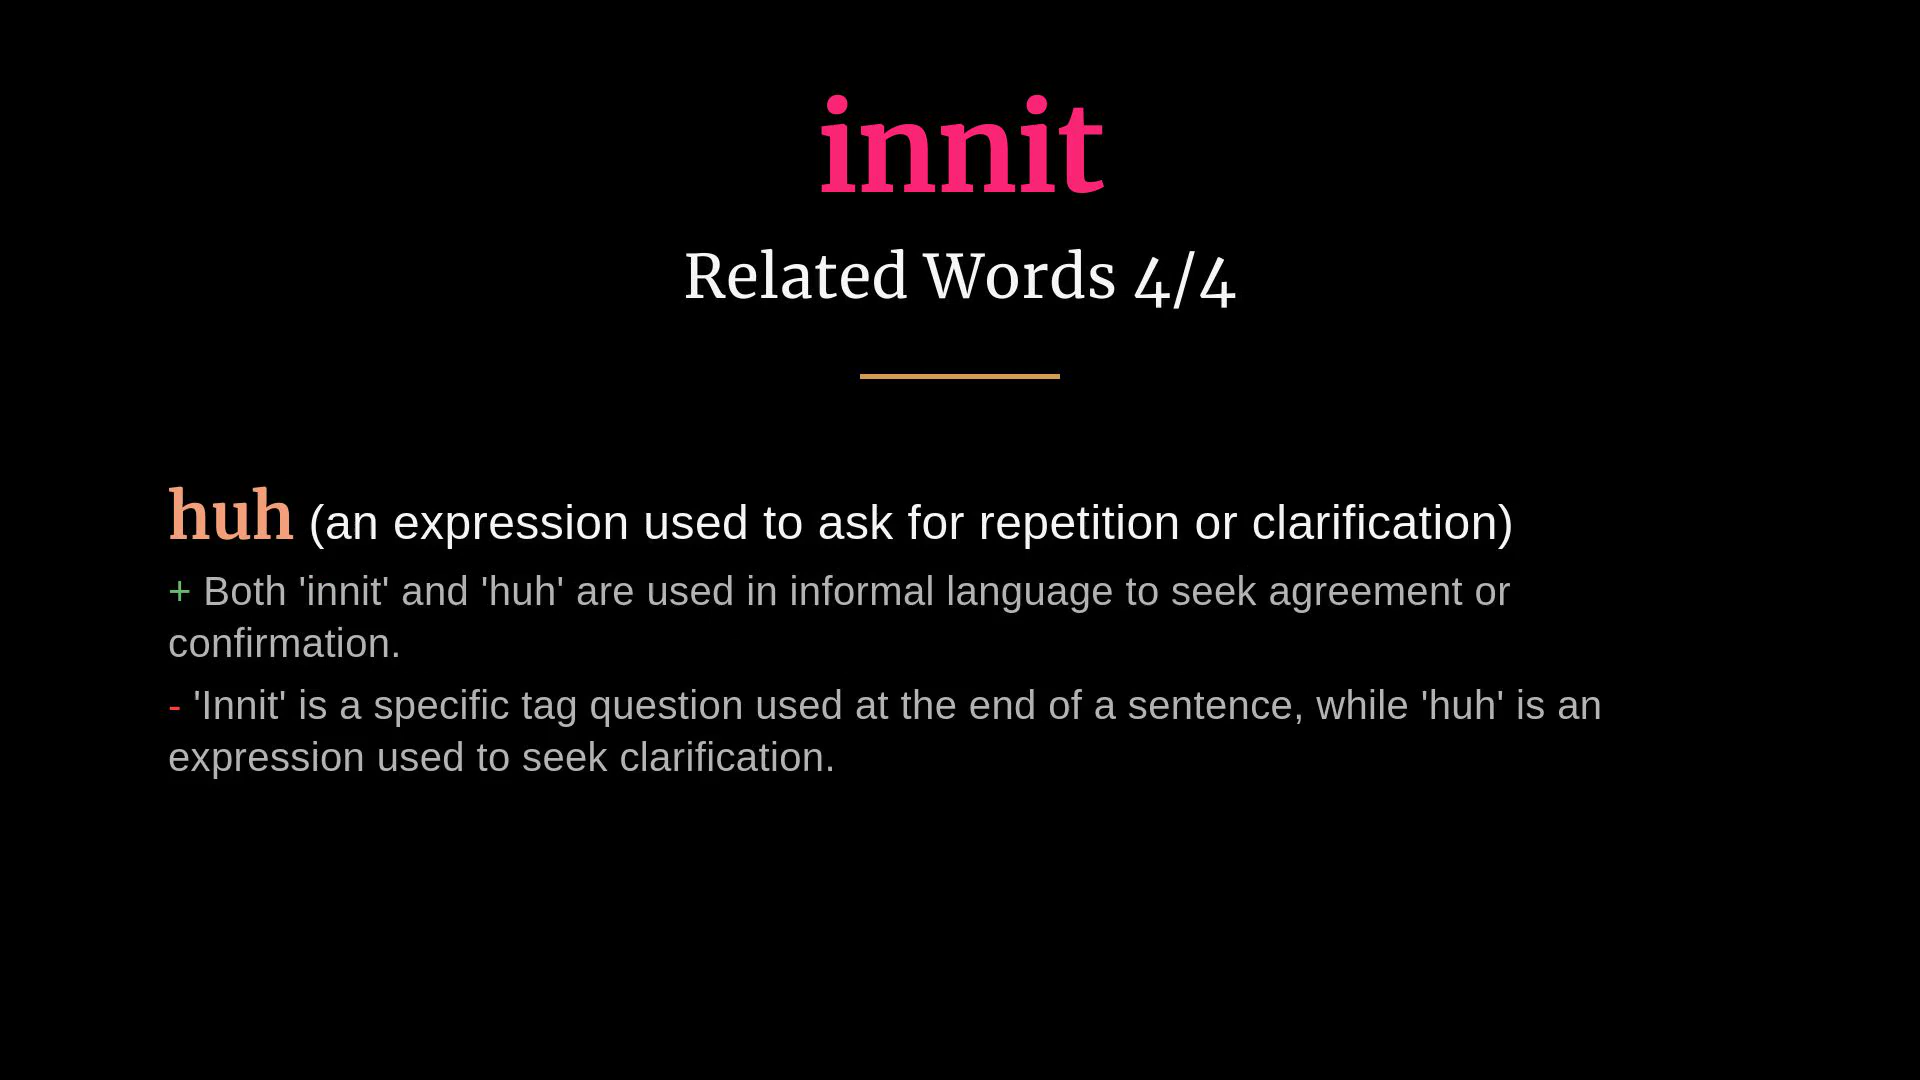 innit
Related Words 4/4
huh (an expression used to ask for repetition or clarification)
+ Both 'innit' and 'huh' are used in informal language to seek agreement or
confirmation.
- 'Innit' is a specific tag question used at the end of a sentence, while 'huh' is an
expression used to seek clarification.